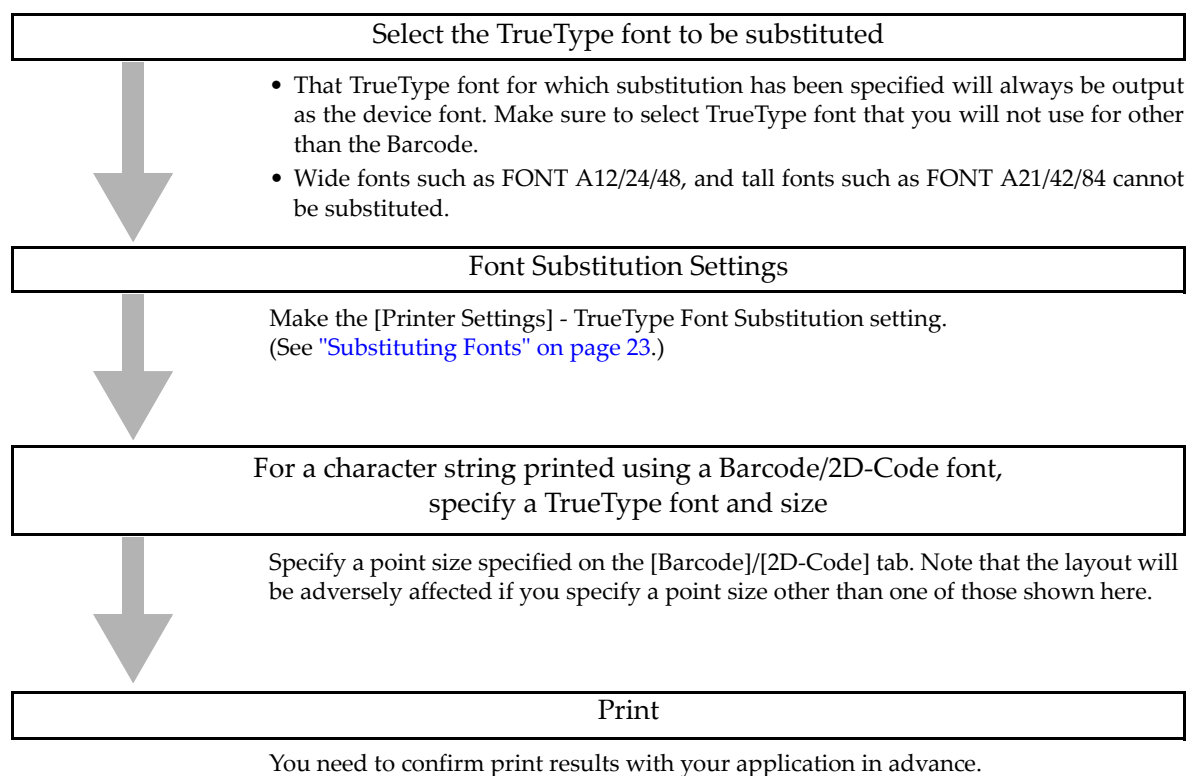 Select the TrueType font to be substituted
• That TrueType font for which substitution has been specified will always be output
as the device font. Make sure to select TrueType font that you will not use for other
than the Barcode.
• Wide fonts such as FONT A12/24/48, and tall fonts such as FONT A21/42/84 cannot
be substituted.
Font Substitution Settings
Make the [Printer Settings] - TrueType Font Substitution setting.
(See "Substituting Fonts" on page 23.)
For a character string printed using a Barcode/2D-Code font,
specify a TrueType font and size
Specify a point size specified on the [Barcode]/[2D-Code] tab. Note that the layout will
be adversely affected if you specify a point size other than one of those shown here.
Print
You need to confirm print results with your application in advance.